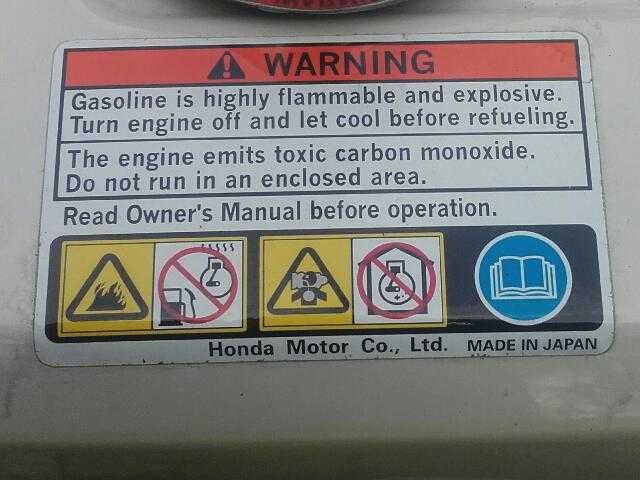 WARNING
Gasoline is highly flammable and explosive.
Turn engine off and let cool before refueling.
The engine emits toxic carbon monoxide.
Do not run in an enclosed area.
Read Owner's Manual before operation.
Honda Motor Co., Ltd. MADE IN JAPAN